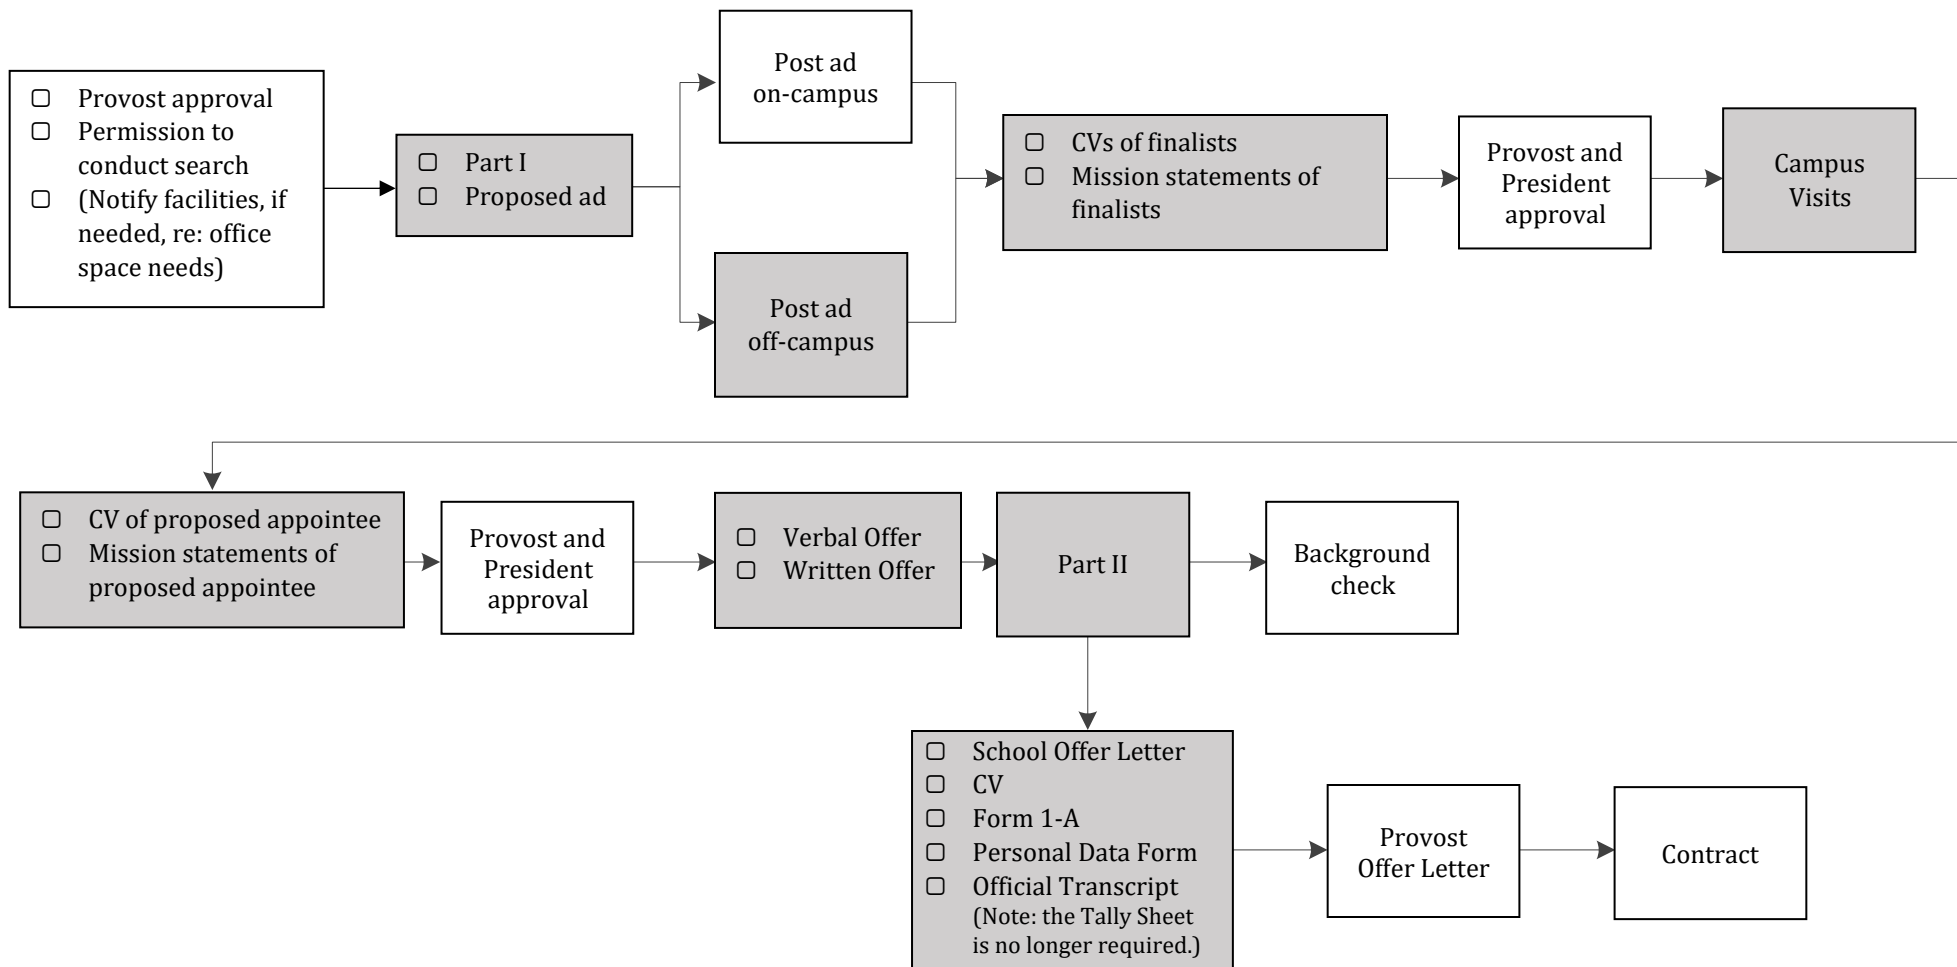 ☐ Provost approval
☐ Permission to
conduct search
☐ (Notify facilities, if
needed, re: office
space needs)
☐ Part I
☐ Proposed ad
Post ad
on-campus
Post ad
off-campus
☐ CVs of finalists
☐ Mission statements of
finalists
Provost and
President
approval
Campus
Visits
☐ CV of proposed appointee
☐ Mission statements of
proposed appointee
Provost and
President
approval
☐ Verbal Offer
☐ Written Offer
Part II
Background
check
☐ School Offer Letter
☐ CV
☐ Form 1-A
☐ Personal Data Form
☐ Official Transcript
(Note: the Tally Sheet
is no longer required.)
Provost
Offer Letter
Contract